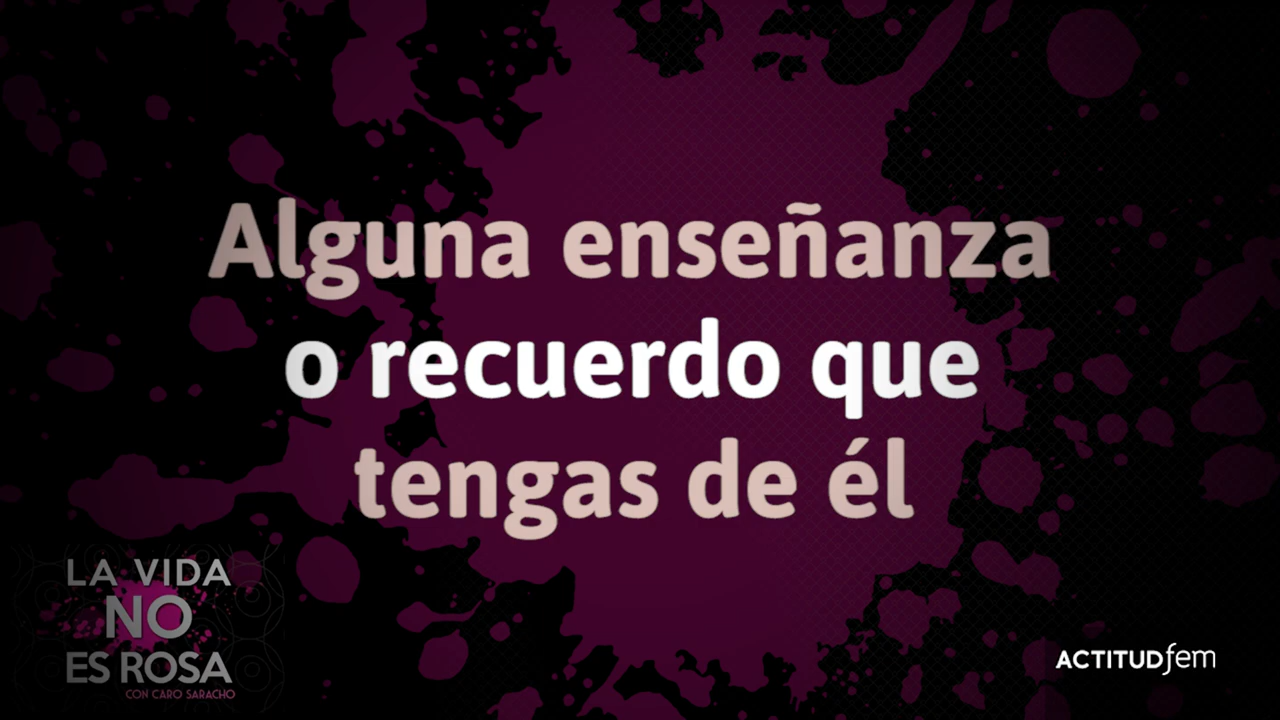 Alguna enseñanza
o recuerdo que
tengas de él
LA VIDA
NO
ES ROSA
CON CARO SARACHO
ACTITUDfem